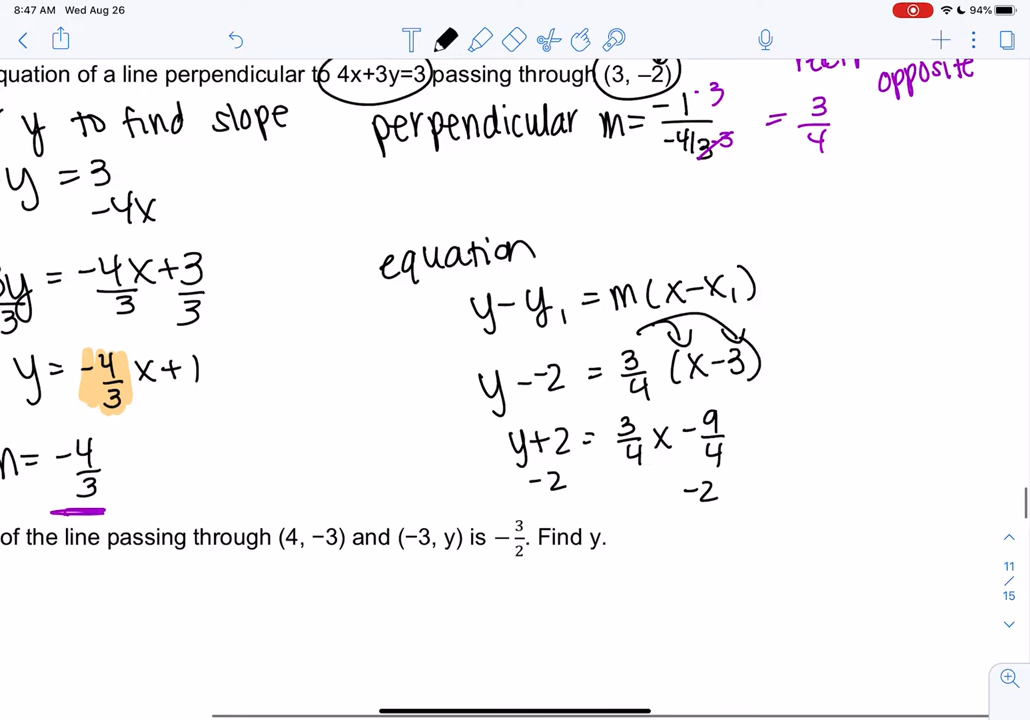 8:47 AM Wed Aug 26
94%
quation of a line perpendicular to 4x+3y=3 passing through (3, −2)
opposite
y to find slope
perpendicular m= -1·3 / -4/3·3 = 3/4
y = 3
-4x
y = -4x/3 + 3/3
y = -4/3 x + 1
m = -4/3
equation
y - y₁ = m(x - x₁)
y - -2 = 3/4 (x - 3)
y + 2 = 3/4 x - 9/4
-2 -2
of the line passing through (4, −3) and (−3, y) is −3/2. Find y.
11
/
15